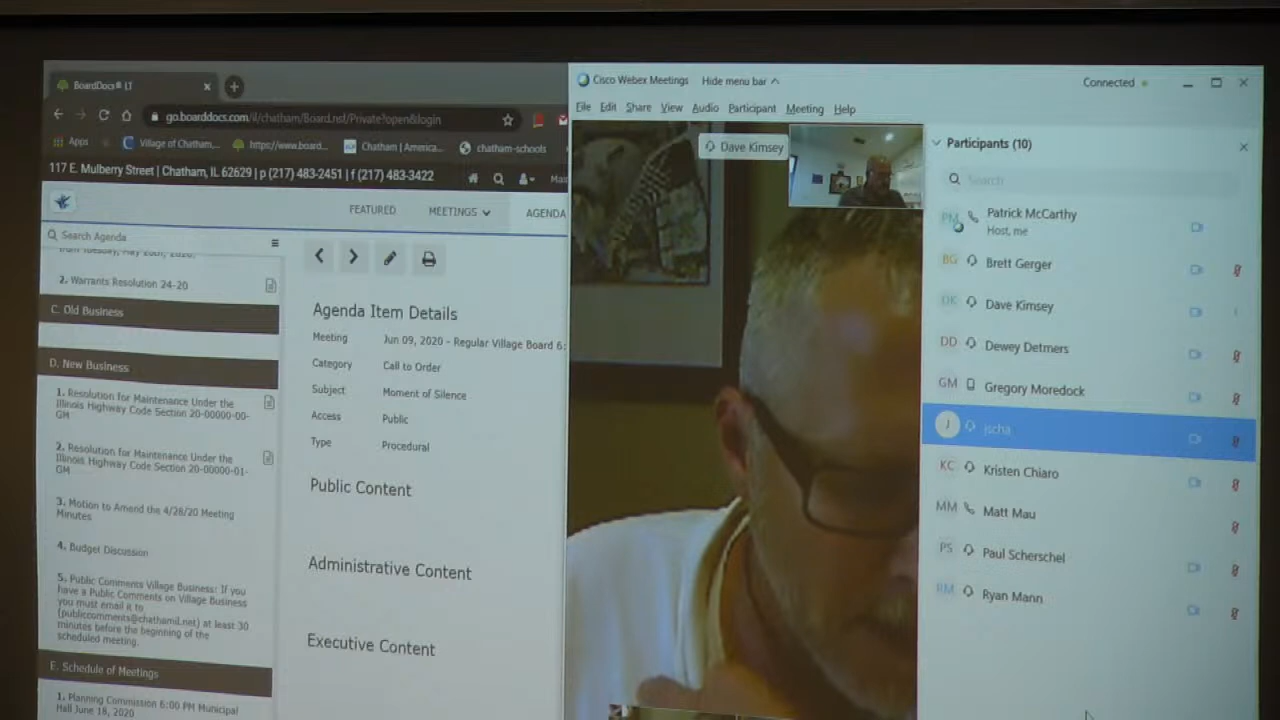 BoardDocs® LT
go.boarddocs.com/il/chatham/Board.nsf/Private?open&login
Apps
Village of Chatham,...
https://www.board...
Chatham | America...
chatham-schools
117 E. Mulberry Street | Chatham, IL 62629 | p (217) 483-2451 | f (217) 483-3422
FEATURED
MEETINGS
AGENDA
Search Agenda
2. Warrants Resolution 24-20
C. Old Business
D. New Business
1. Resolution for Maintenance Under the
Illinois Highway Code Section 20-00000-00-
GM
2. Resolution for Maintenance Under the
Illinois Highway Code Section 20-00000-01-
GM
3. Motion to Amend the 4/28/20 Meeting
Minutes
4. Budget Discussion
5. Public Comments Village Business: If you
have a Public Comments on Village Business
you must email it to
(publiccomments@chathamil.net) at least 30
minutes before the beginning of the
scheduled meeting.
E. Schedule of Meetings
1. Planning Commission 6:00 PM Municipal
Hall June 18, 2020
Agenda Item Details
Meeting
Jun 09, 2020 - Regular Village Board 6:
Category
Call to Order
Subject
Moment of Silence
Access
Public
Type
Procedural
Public Content
Administrative Content
Executive Content
Cisco Webex Meetings
Hide menu bar
Connected
File Edit Share View Audio Participant Meeting Help
Dave Kimsey
Participants (10)
Search
PM
Patrick McCarthy
Host, me
BG
Brett Gerger
DK
Dave Kimsey
DD
Dewey Detmers
GM
Gregory Moredock
J
jscha
KC
Kristen Chiaro
MM
Matt Mau
PS
Paul Scherschel
RM
Ryan Mann